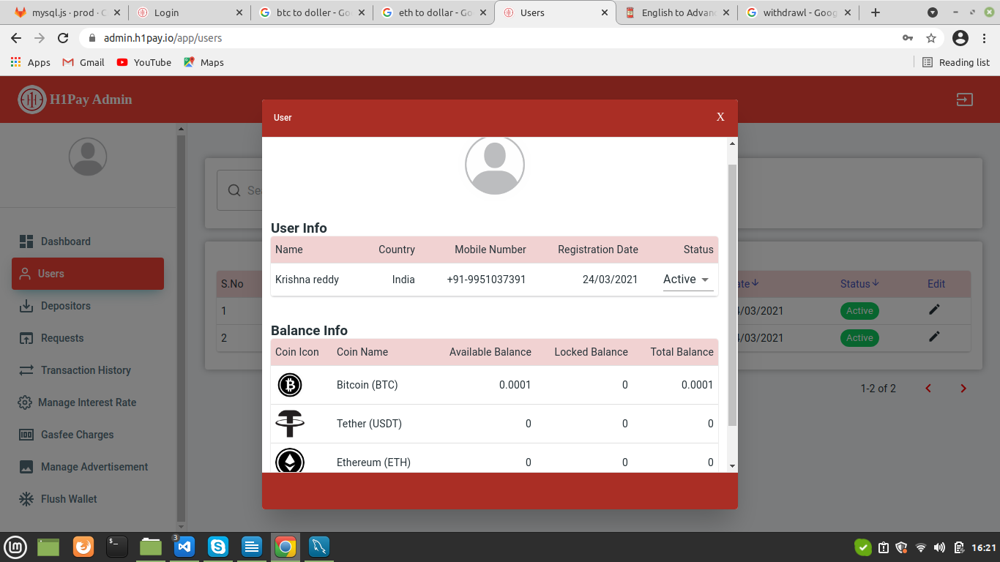 mysql.js - prod · C
Login
btc to doller - Goo
eth to dollar - Goo
Users
English to Advanc
withdrawl - Goog
admin.h1pay.io/app/users
Apps
Gmail
YouTube
Maps
Reading list
H1Pay Admin
User
X
Sea
Dashboard
Users
Depositors
Requests
Transaction History
Manage Interest Rate
Gasfee Charges
Manage Advertisement
Flush Wallet
User Info
Name Country Mobile Number Registration Date Status
Krishna reddy India +91-9951037391 24/03/2021 Active
Balance Info
Coin Icon Coin Name Available Balance Locked Balance Total Balance
Bitcoin (BTC) 0.0001 0 0.0001
Tether (USDT) 0 0 0
Ethereum (ETH) 0 0 0
S.No ate Status Edit
1 4/03/2021 Active
2 4/03/2021 Active
1-2 of 2
3
16:21